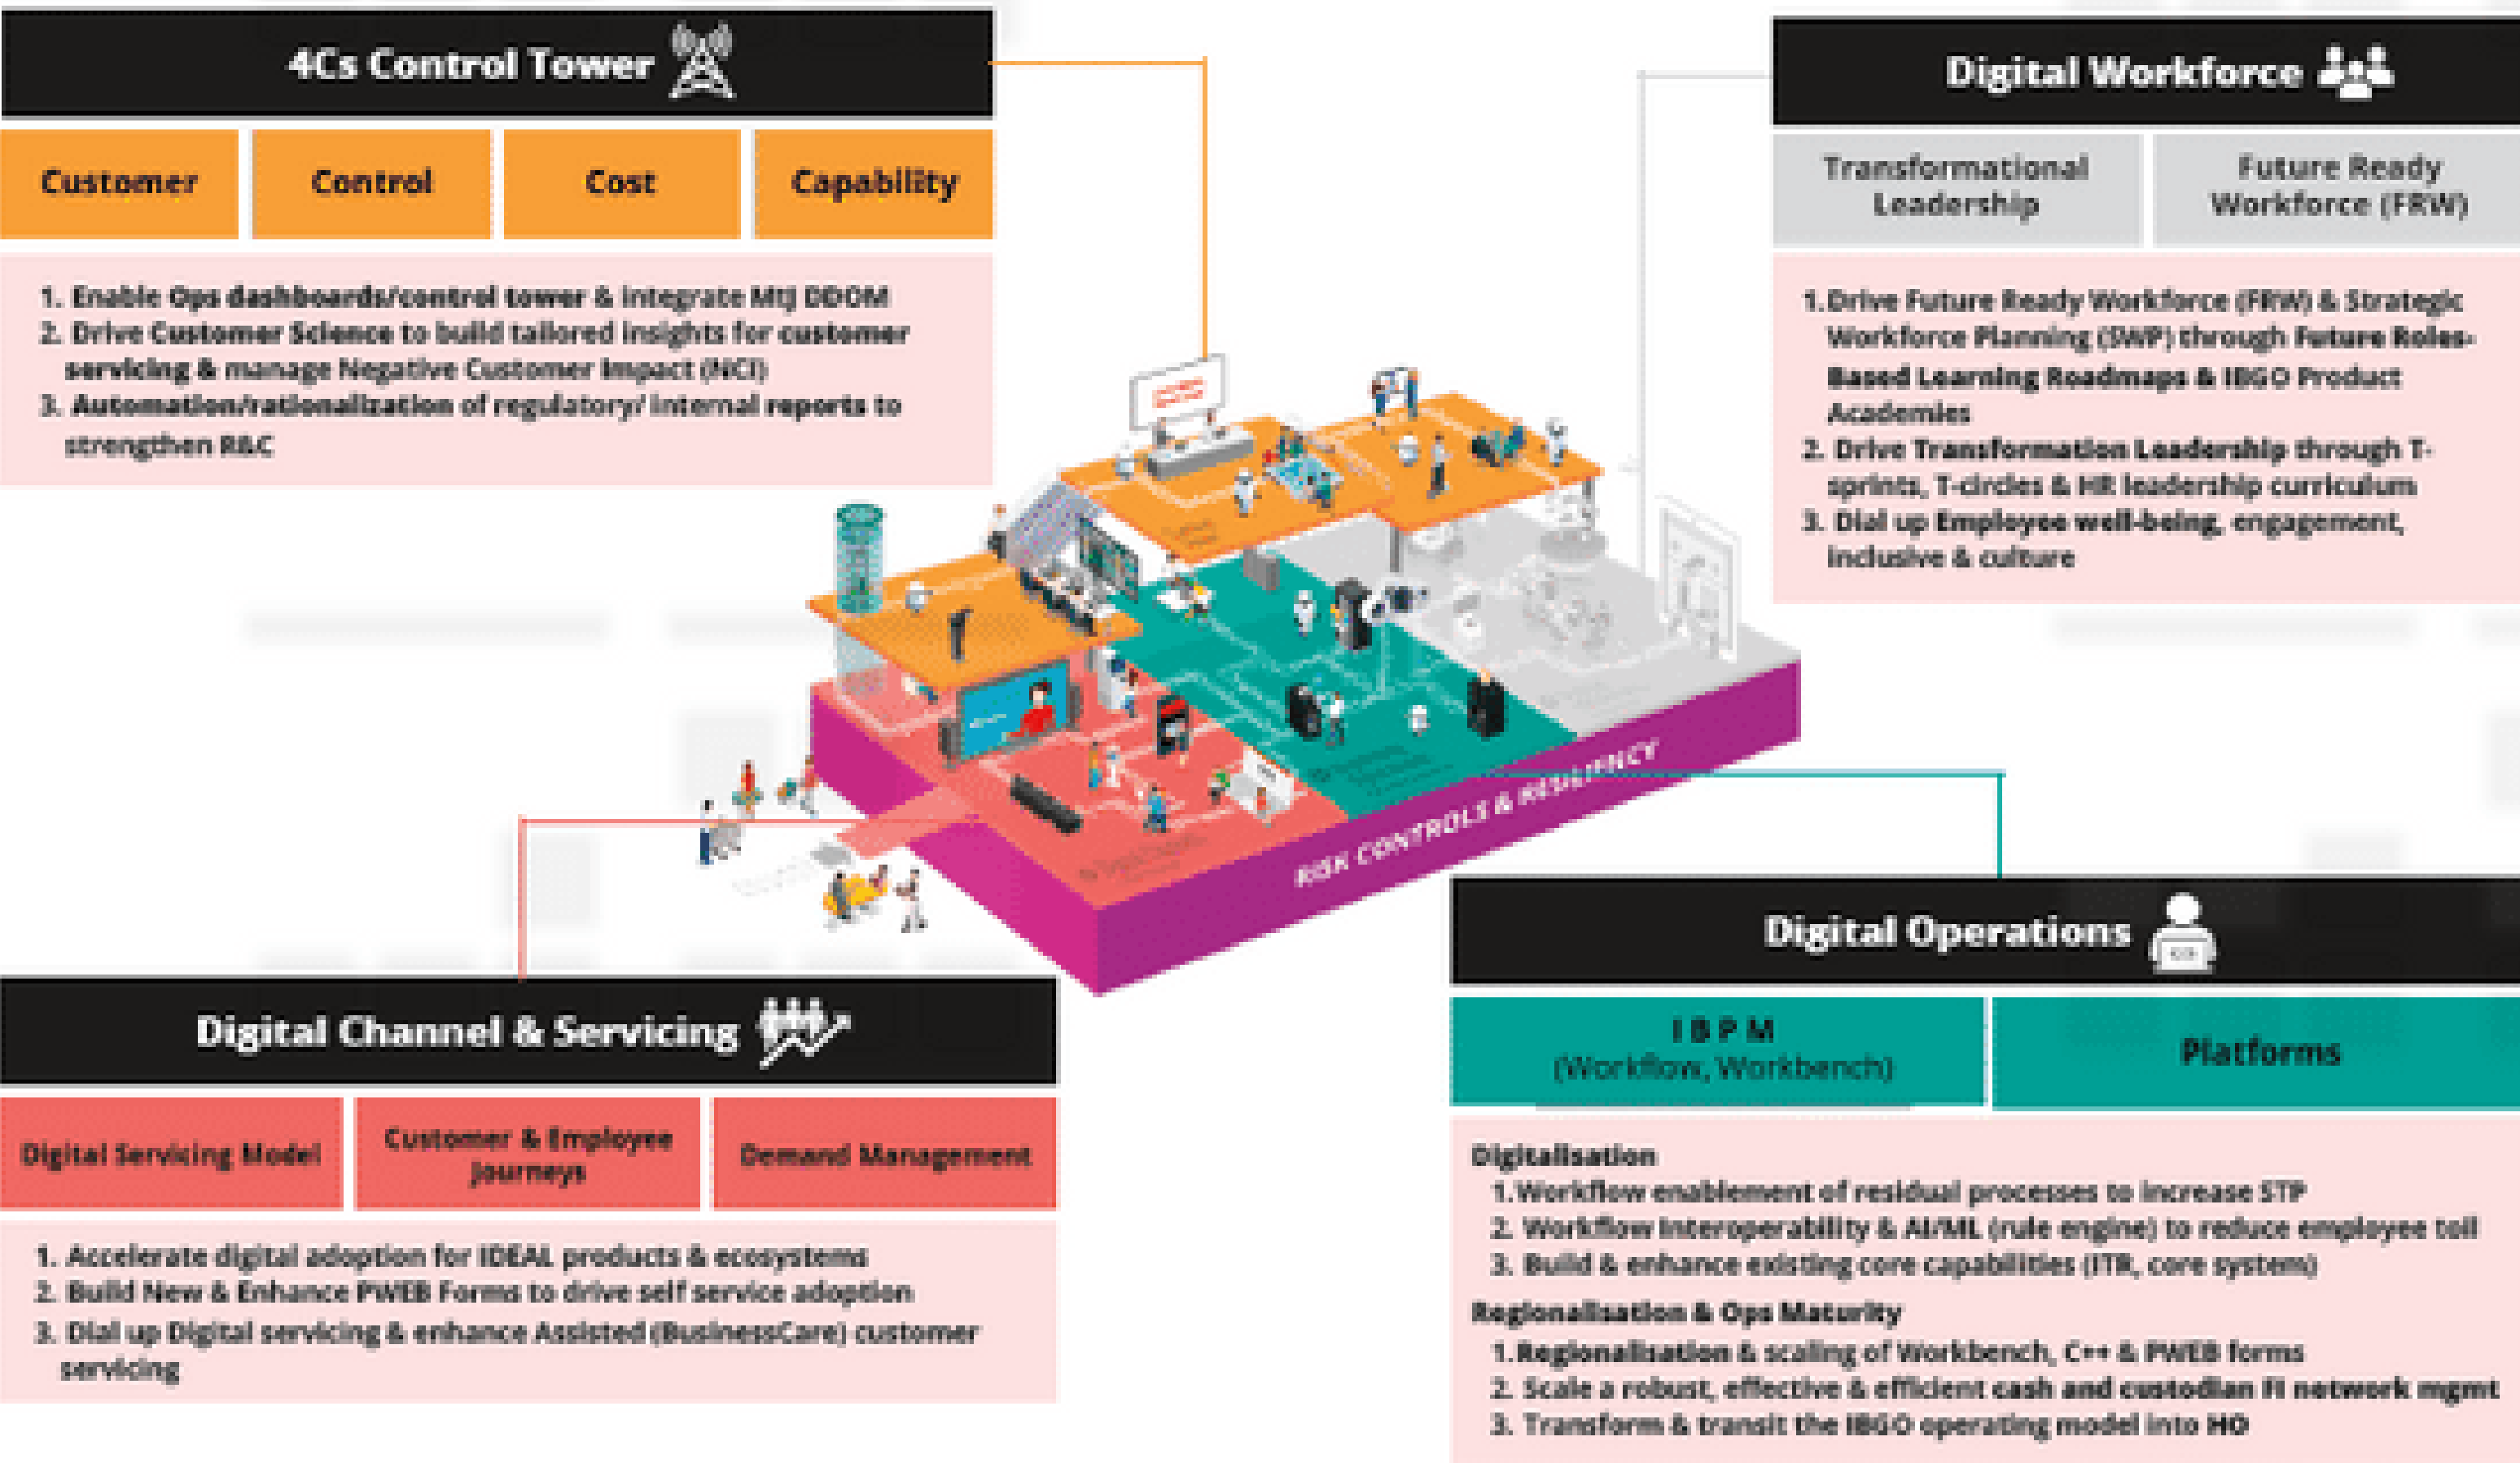 4Cs Control Tower
Customer
Control
Cost
Capability
1. Enable Ops dashboards/control tower & integrate MtJ DDOM
2. Drive Customer Science to build tailored insights for customer
servicing & manage Negative Customer Impact (NCI)
3. Automation/rationalization of regulatory/ internal reports to
strengthen R&C
Digital Workforce
Transformational
Leadership
Future Ready
Workforce (FRW)
1.Drive Future Ready Workforce (FRW) & Strategic
Workforce Planning (SWP) through Future Roles-
Based Learning Roadmaps & IBGO Product
Academies
2. Drive Transformation Leadership through T-
sprints, T-circles & HR leadership curriculum
3. Dial up Employee well-being, engagement,
inclusive & culture
RISK CONTROLS & RESILIENCY
Digital Channel & Servicing
Digital Servicing Model
Customer & Employee
Journeys
Demand Management
1. Accelerate digital adoption for IDEAL products & ecosystems
2. Build New & Enhance PWEB Forms to drive self service adoption
3. Dial up Digital servicing & enhance Assisted (BusinessCare) customer
servicing
Digital Operations
I B P M
(Workflow, Workbench)
Platforms
Digitalisation
1.Workflow enablement of residual processes to increase STP
2. Workflow Interoperability & AI/ML (rule engine) to reduce employee toil
3. Build & enhance existing core capabilities (ITR, core system)
Regionalisation & Ops Maturity
1.Regionalisation & scaling of Workbench, C++ & PWEB forms
2. Scale a robust, effective & efficient cash and custodian FI network mgmt
3. Transform & transit the IBGO operating model into HO